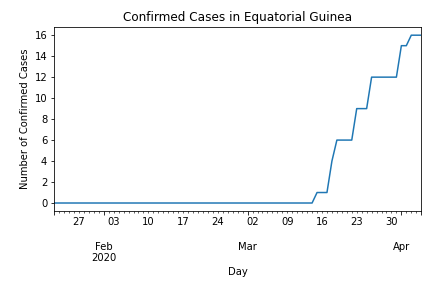 Confirmed Cases in Equatorial Guinea
Number of Confirmed Cases
16
14
12
10
8
6
4
2
0
27 03 10 17 24 02 09 16 23 30
Feb Mar Apr
2020
Day